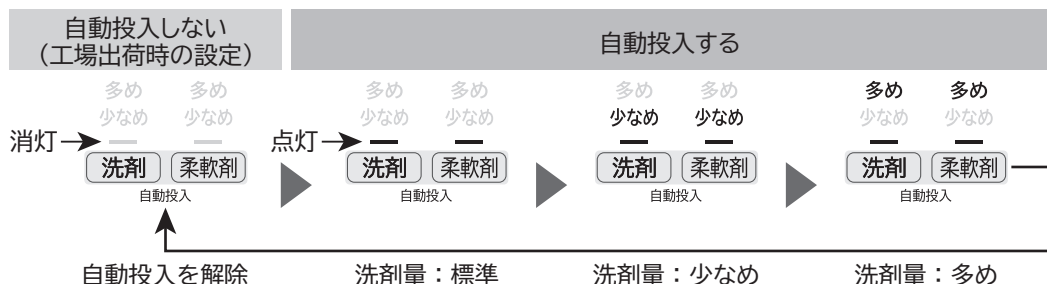 自動投入しない
（工場出荷時の設定）
自動投入する
多め 多め
少なめ 少なめ
消灯
洗剤 柔軟剤
自動投入
多め 多め
少なめ 少なめ
点灯
洗剤 柔軟剤
自動投入
多め 多め
少なめ 少なめ
洗剤 柔軟剤
自動投入
多め 多め
少なめ 少なめ
洗剤 柔軟剤
自動投入
自動投入を解除
洗剤量：標準
洗剤量：少なめ
洗剤量：多め